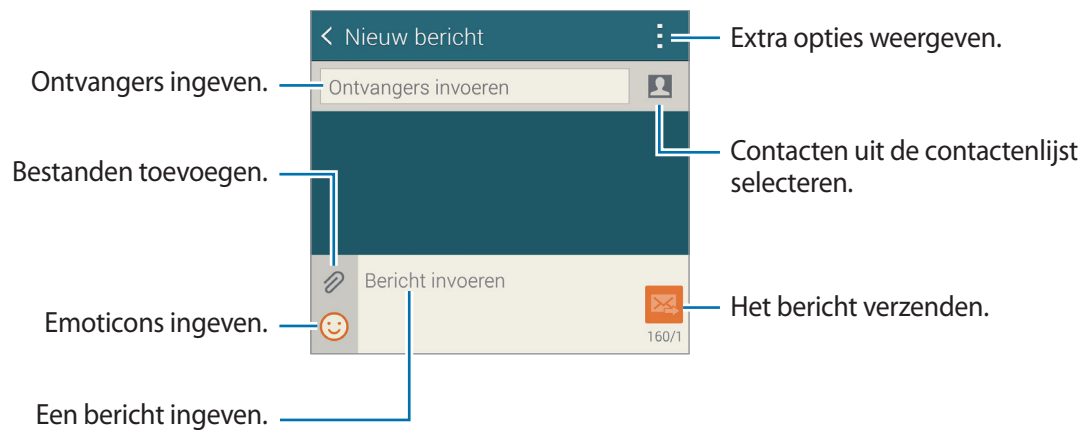 Nieuw bericht
Extra opties weergeven.
Ontvangers ingeven.
Ontvangers invoeren
Contacten uit de contactenlijst
selecteren.
Bestanden toevoegen.
Bericht invoeren
Het bericht verzenden.
Emoticons ingeven.
160/1
Een bericht ingeven.